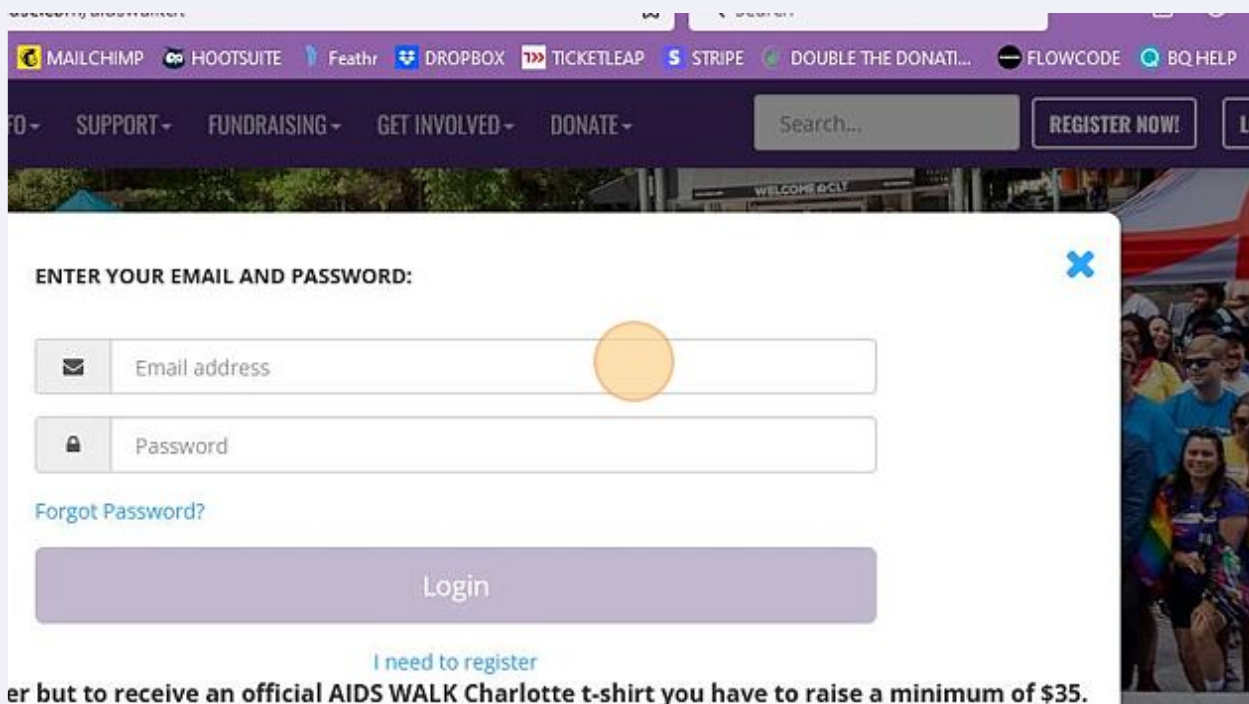 Search
MAILCHIMP HOOTSUITE Feathr DROPBOX TICKETLEAP S STRIPE DOUBLE THE DONATI... FLOWCODE BQ HELP
FO SUPPORT FUNDRAISING GET INVOLVED DONATE Search... REGISTER NOW! L
WELCOME @CLT
ENTER YOUR EMAIL AND PASSWORD:
Email address
Password
Forgot Password?
Login
I need to register
er but to receive an official AIDS WALK Charlotte t-shirt you have to raise a minimum of $35.